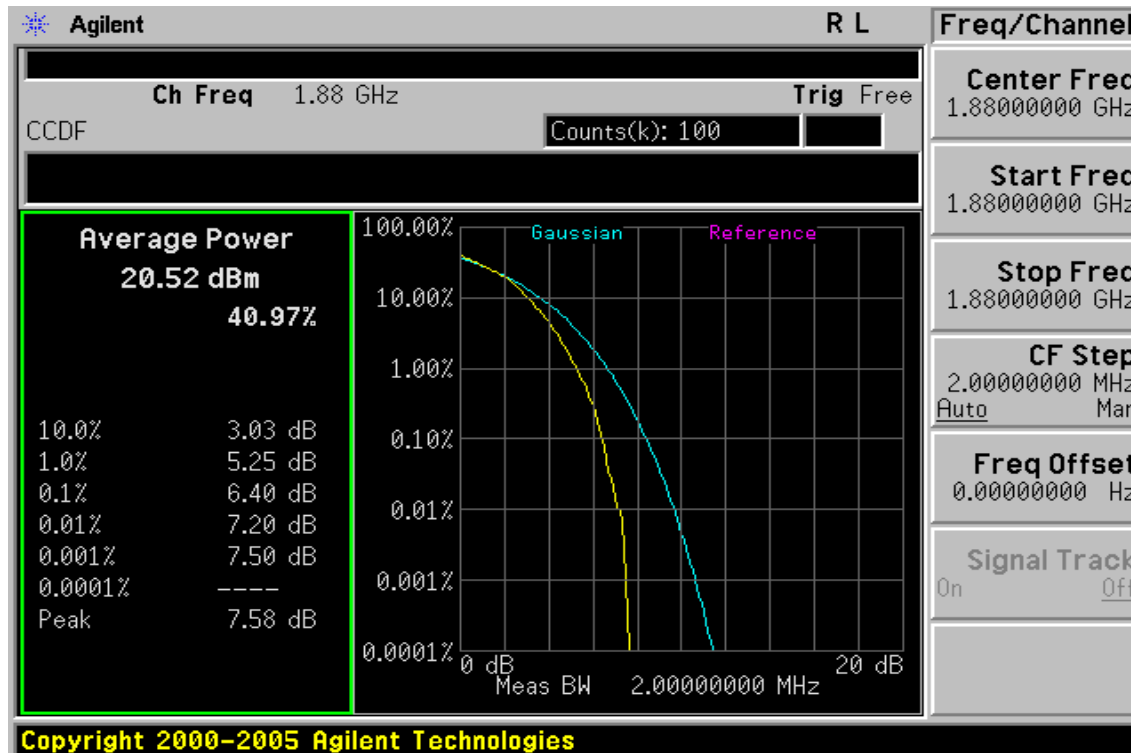 Agilent R L Freq/Channel
Ch Freq 1.88 GHz Trig Free
CCDF Counts(k): 100
Center Freq
1.88000000 GHz
Start Freq
1.88000000 GHz
Stop Freq
1.88000000 GHz
CF Step
2.00000000 MHz
Auto Man
Freq Offset
0.00000000 Hz
Signal Track
On Off
Average Power
20.52 dBm
40.97%
10.0% 3.03 dB
1.0% 5.25 dB
0.1% 6.40 dB
0.01% 7.20 dB
0.001% 7.50 dB
0.0001% ----
Peak 7.58 dB
Gaussian Reference
100.00%
10.00%
1.00%
0.10%
0.01%
0.001%
0.0001%
0 dB 20 dB
Meas BW 2.00000000 MHz
Copyright 2000-2005 Agilent Technologies